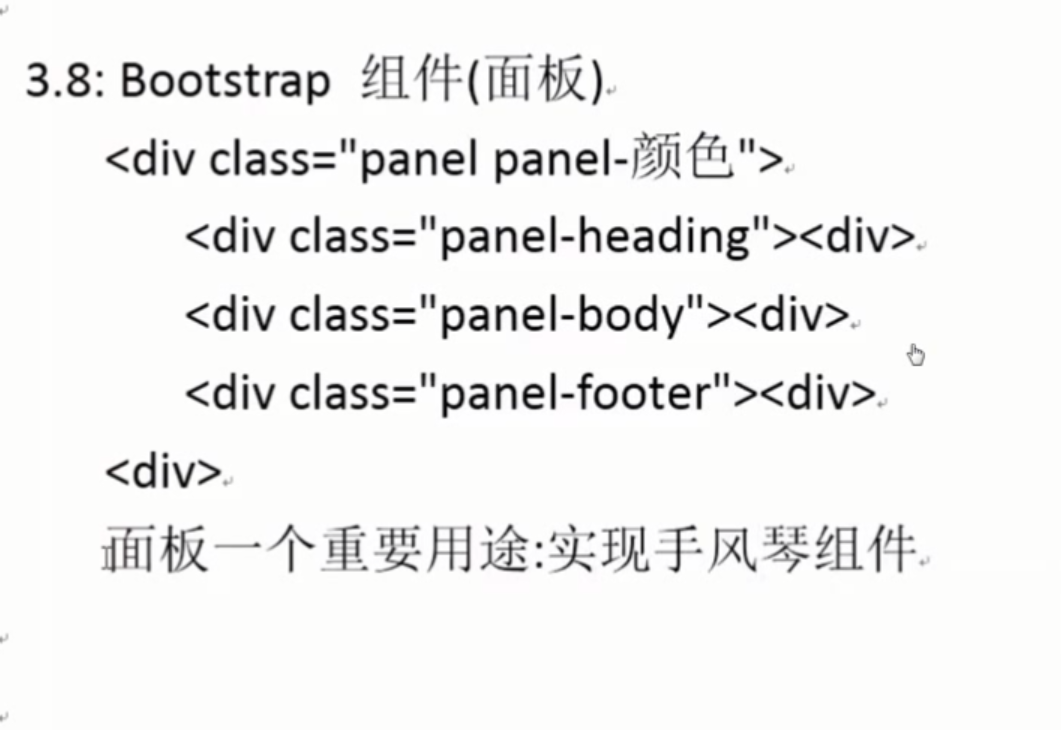 3.8: Bootstrap 组件(面板)
<div class="panel panel-颜色">
<div class="panel-heading"><div>
<div class="panel-body"><div>
<div class="panel-footer"><div>
<div>
面板一个重要用途:实现手风琴组件